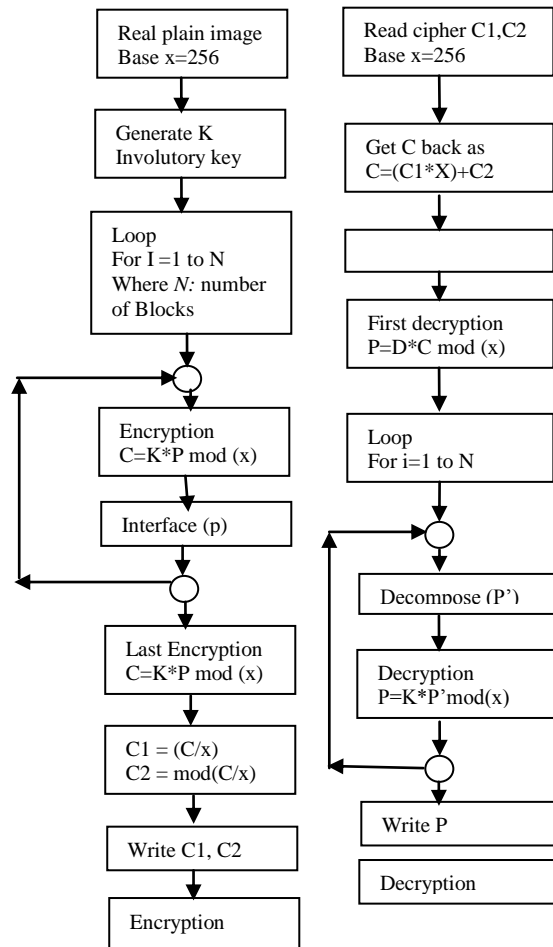 Real plain image
Base x=256
Generate K
Involutory key
Loop
For I =1 to N
Where N: number
of Blocks
Encryption
C=K*P mod (x)
Interface (p)
Last Encryption
C=K*P mod (x)
C1 = (C/x)
C2 = mod(C/x)
Write C1, C2
Encryption
Read cipher C1,C2
Base x=256
Get C back as
C=(C1*X)+C2
First decryption
P=D*C mod (x)
Loop
For i=1 to N
Decompose (P’)
Decryption
P=K*P’mod(x)
Write P
Decryption